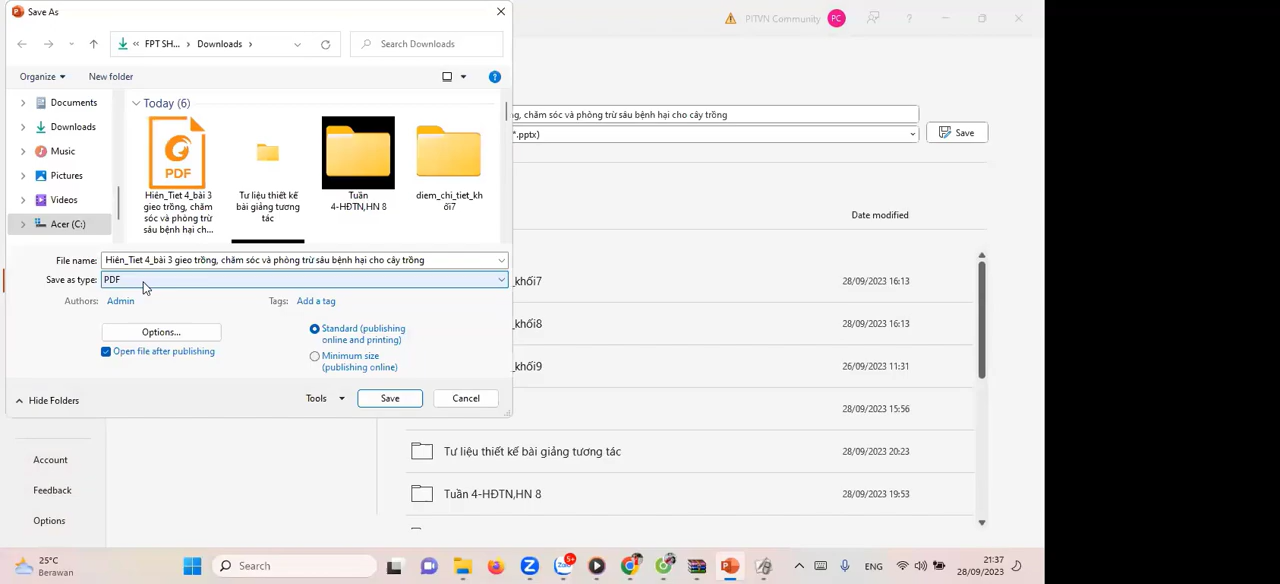 Save As
PITVN Community
PC
FPT SH...
Downloads
Search Downloads
Organize
New folder
Documents
Downloads
Music
Pictures
Videos
Acer (C:)
Today (6)
PDF
Hién_Tiet 4_bài 3
gieo trồng, chăm
sóc và phòng trừ
sâu bệnh hại ch...
Tư liệu thiết kế
bài giảng tương
tác
Tuần
4-HĐTN,HN 8
diem_chi_tiet_kh
ối7
File name:
Hién_Tiet 4_bài 3 gieo trồng, chăm sóc và phòng trừ sâu bệnh hại cho cây trồng
Save as type:
PDF
Authors:
Admin
Tags:
Add a tag
Options...
Open file after publishing
Standard (publishing
online and printing)
Minimum size
(publishing online)
Hide Folders
Tools
Save
Cancel
g, chăm sóc và phòng trừ sâu bệnh hại cho cây trồng
*.pptx)
Save
Date modified
_khối7
28/09/2023 16:13
_khối8
28/09/2023 16:13
_khối9
26/09/2023 11:31
28/09/2023 15:56
Tư liệu thiết kế bài giảng tương tác
28/09/2023 20:23
Tuần 4-HĐTN,HN 8
28/09/2023 19:53
Account
Feedback
Options
25°C
Berawan
Search
5+
ENG
21:37
28/09/2023